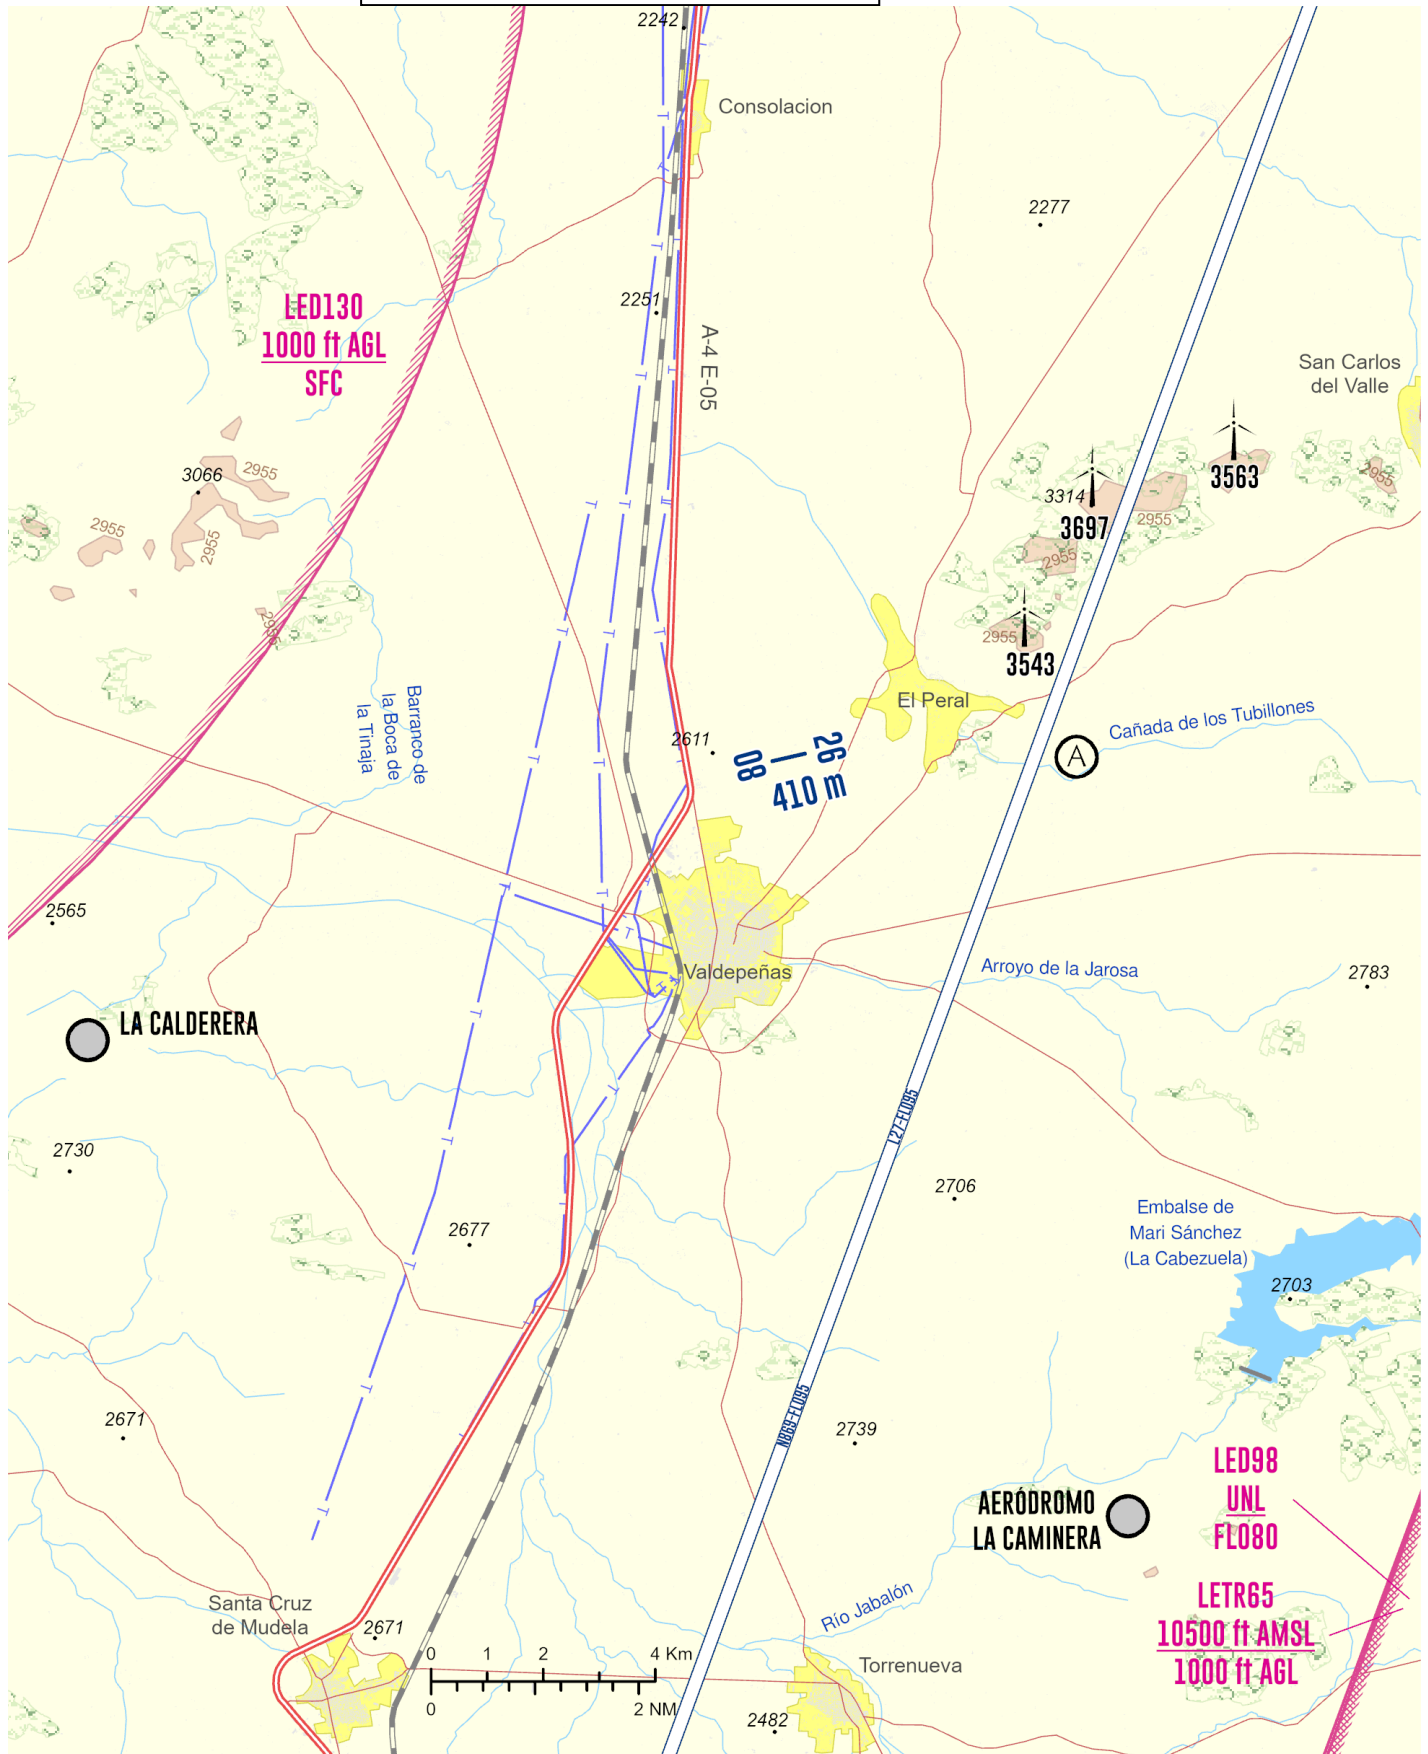 2242
Consolacion
2277
LED130
1000 ft AGL
SFC
2251
A-4 E-05
San Carlos
del Valle
3563
3314
3697
2955
2955
2955
3066
2955
2955
2955
2955
2955
2955
3543
El Peral
Barranco de
la Boca de
la Tinaja
2611
08 — 26
410 m
Cañada de los Tubillones
A
2565
Valdepeñas
Arroyo de la Jarosa
2783
LA CALDERERA
L27-FL095
2730
2706
2677
Embalse de
Mari Sánchez
(La Cabezuela)
2703
N869-FL095
2671
2739
AERÓDROMO
LA CAMINERA
LED98
UNL
FL080
LETR65
10500 ft AMSL
1000 ft AGL
Santa Cruz
de Mudela
2671
Río Jabalón
Torrenueva
0 1 2 4 Km
0 2 NM
2482